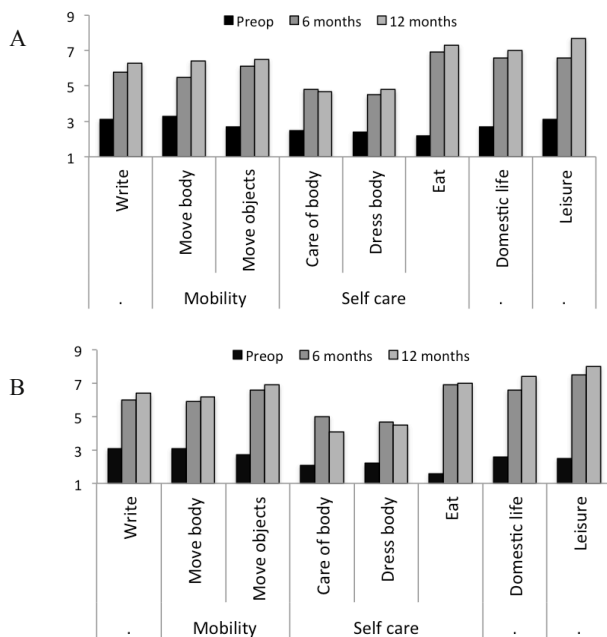 A
Preop 6 months 12 months
9
7
5
3
1
Write
Move body
Move objects
Care of body
Dress body
Eat
Domestic life
Leisure
. Mobility Self care . .
B
Preop 6 months 12 months
9
7
5
3
1
Write
Move body
Move objects
Care of body
Dress body
Eat
Domestic life
Leisure
. Mobility Self care . .